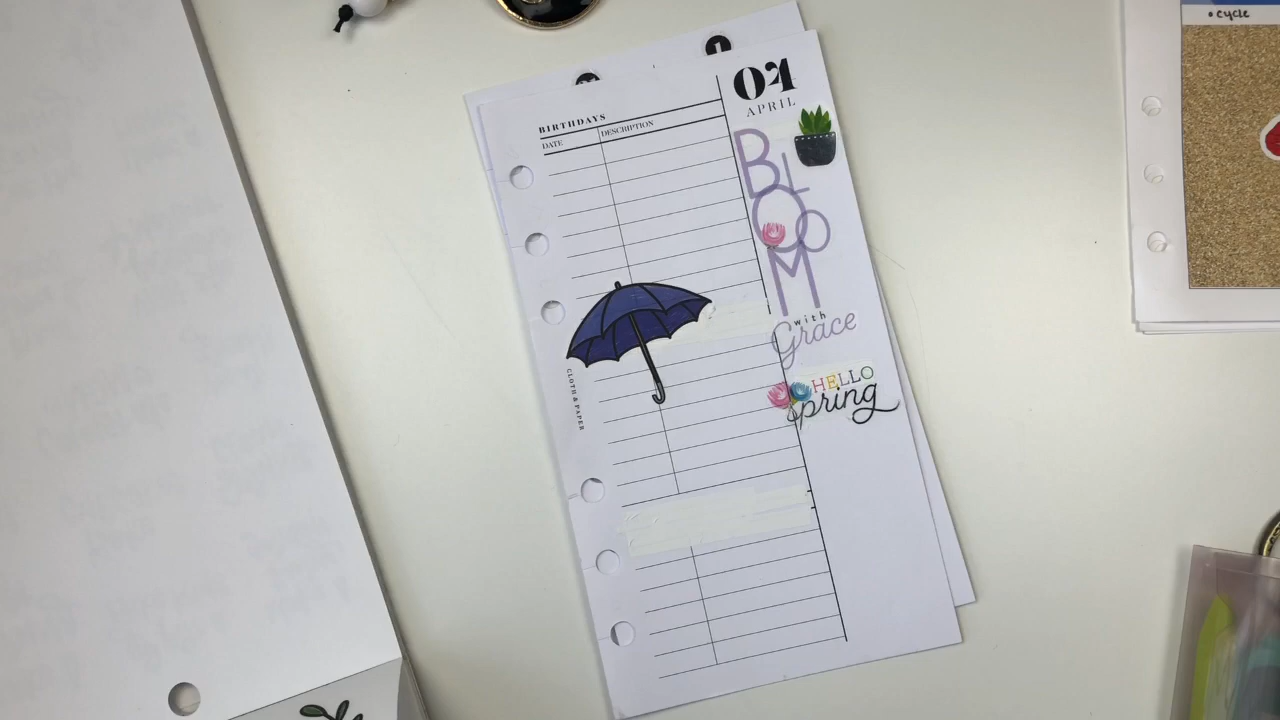 • cycle
04
APRIL
BIRTHDAYS
DATE
DESCRIPTION
BLOOM
with
Grace
HELLO
spring
CLOTH & PAPER